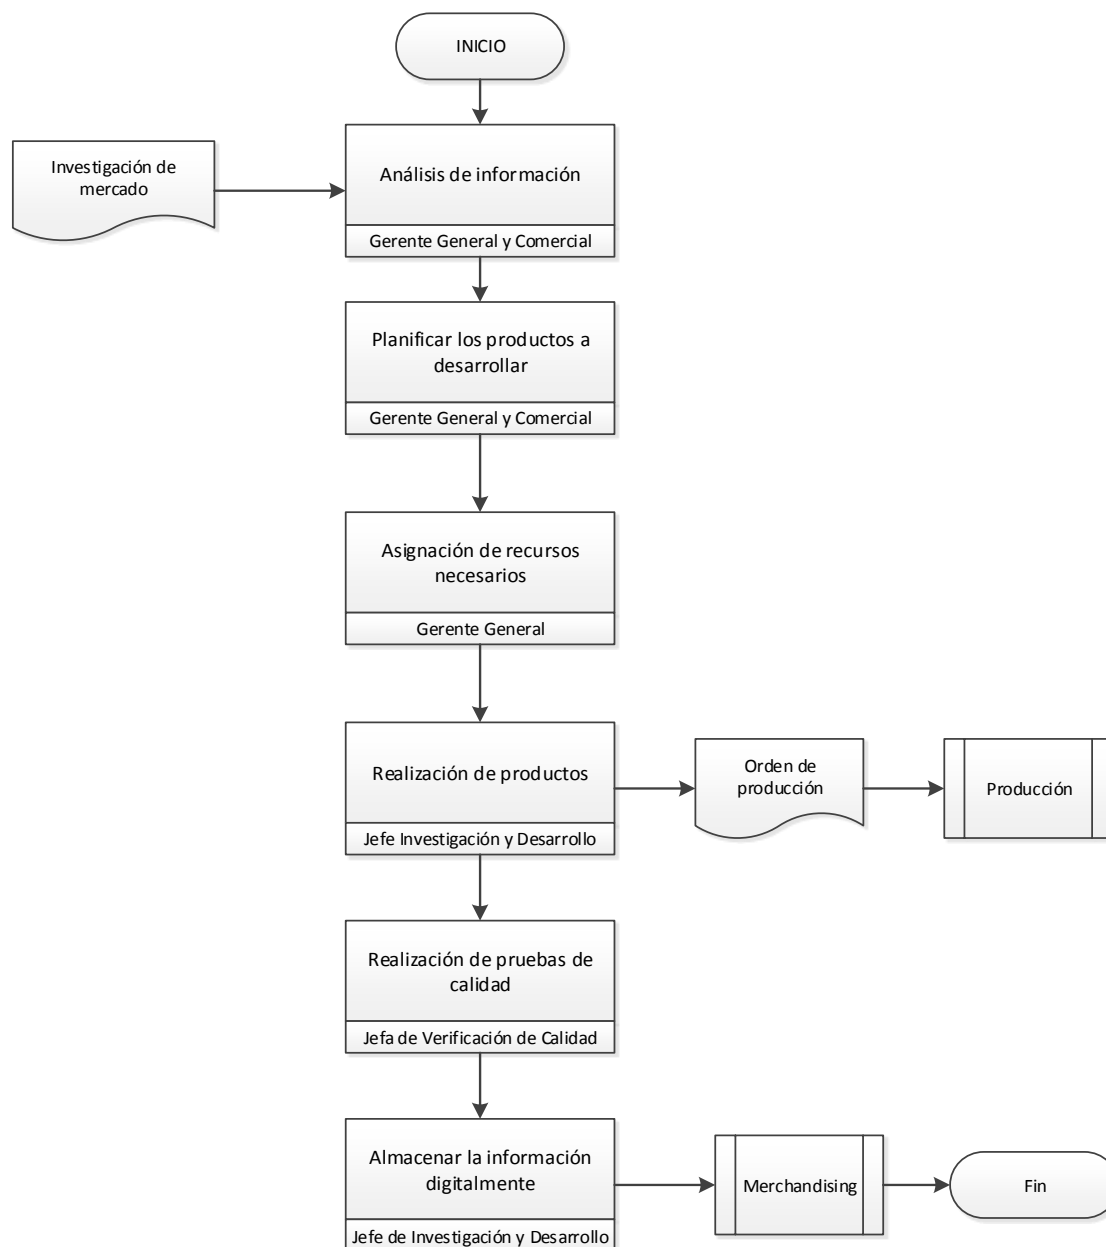 INICIO
Investigación de
mercado
Análisis de información
Gerente General y Comercial
Planificar los productos a
desarrollar
Gerente General y Comercial
Asignación de recursos
necesarios
Gerente General
Realización de productos
Jefe Investigación y Desarrollo
Orden de
producción
Producción
Realización de pruebas de
calidad
Jefa de Verificación de Calidad
Almacenar la información
digitalmente
Jefe de Investigación y Desarrollo
Merchandising
Fin